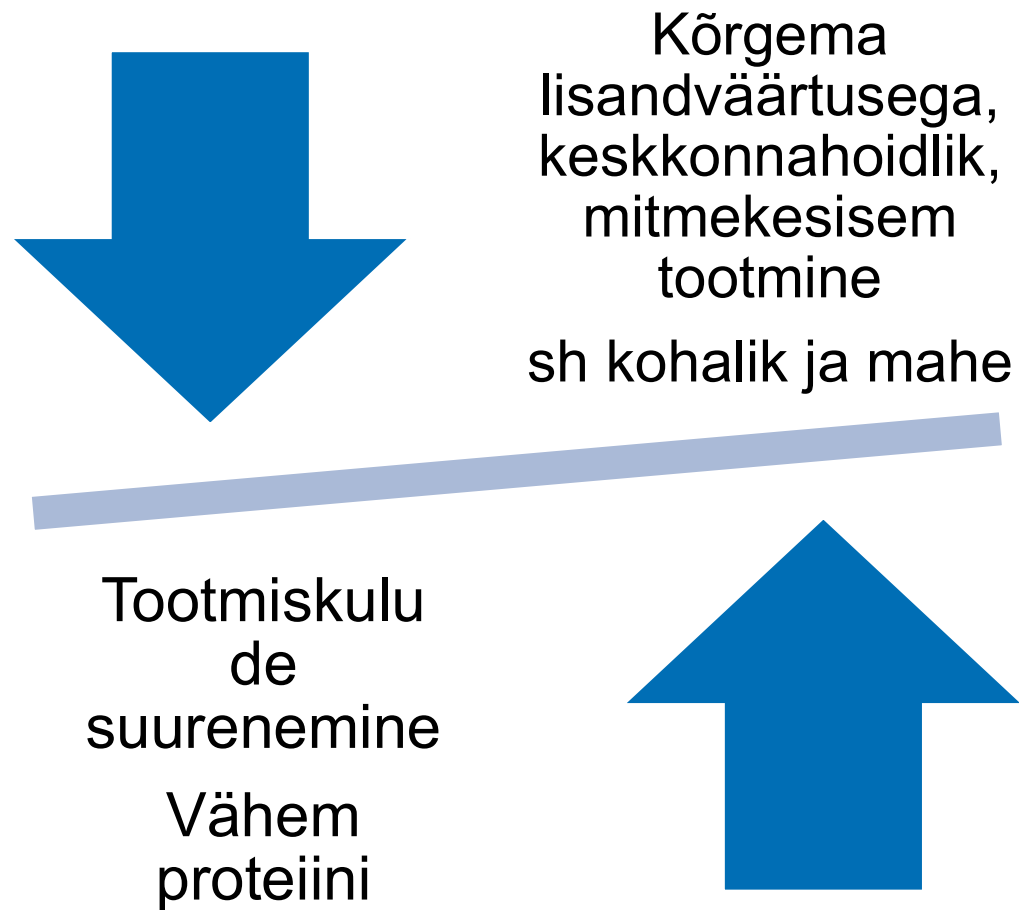 Kõrgema
lisandväärtusega,
keskkonnahoidlik,
mitmekesisem
tootmine
sh kohalik ja mahe
Tootmiskulu
de
suurenemine
Vähem
proteiini